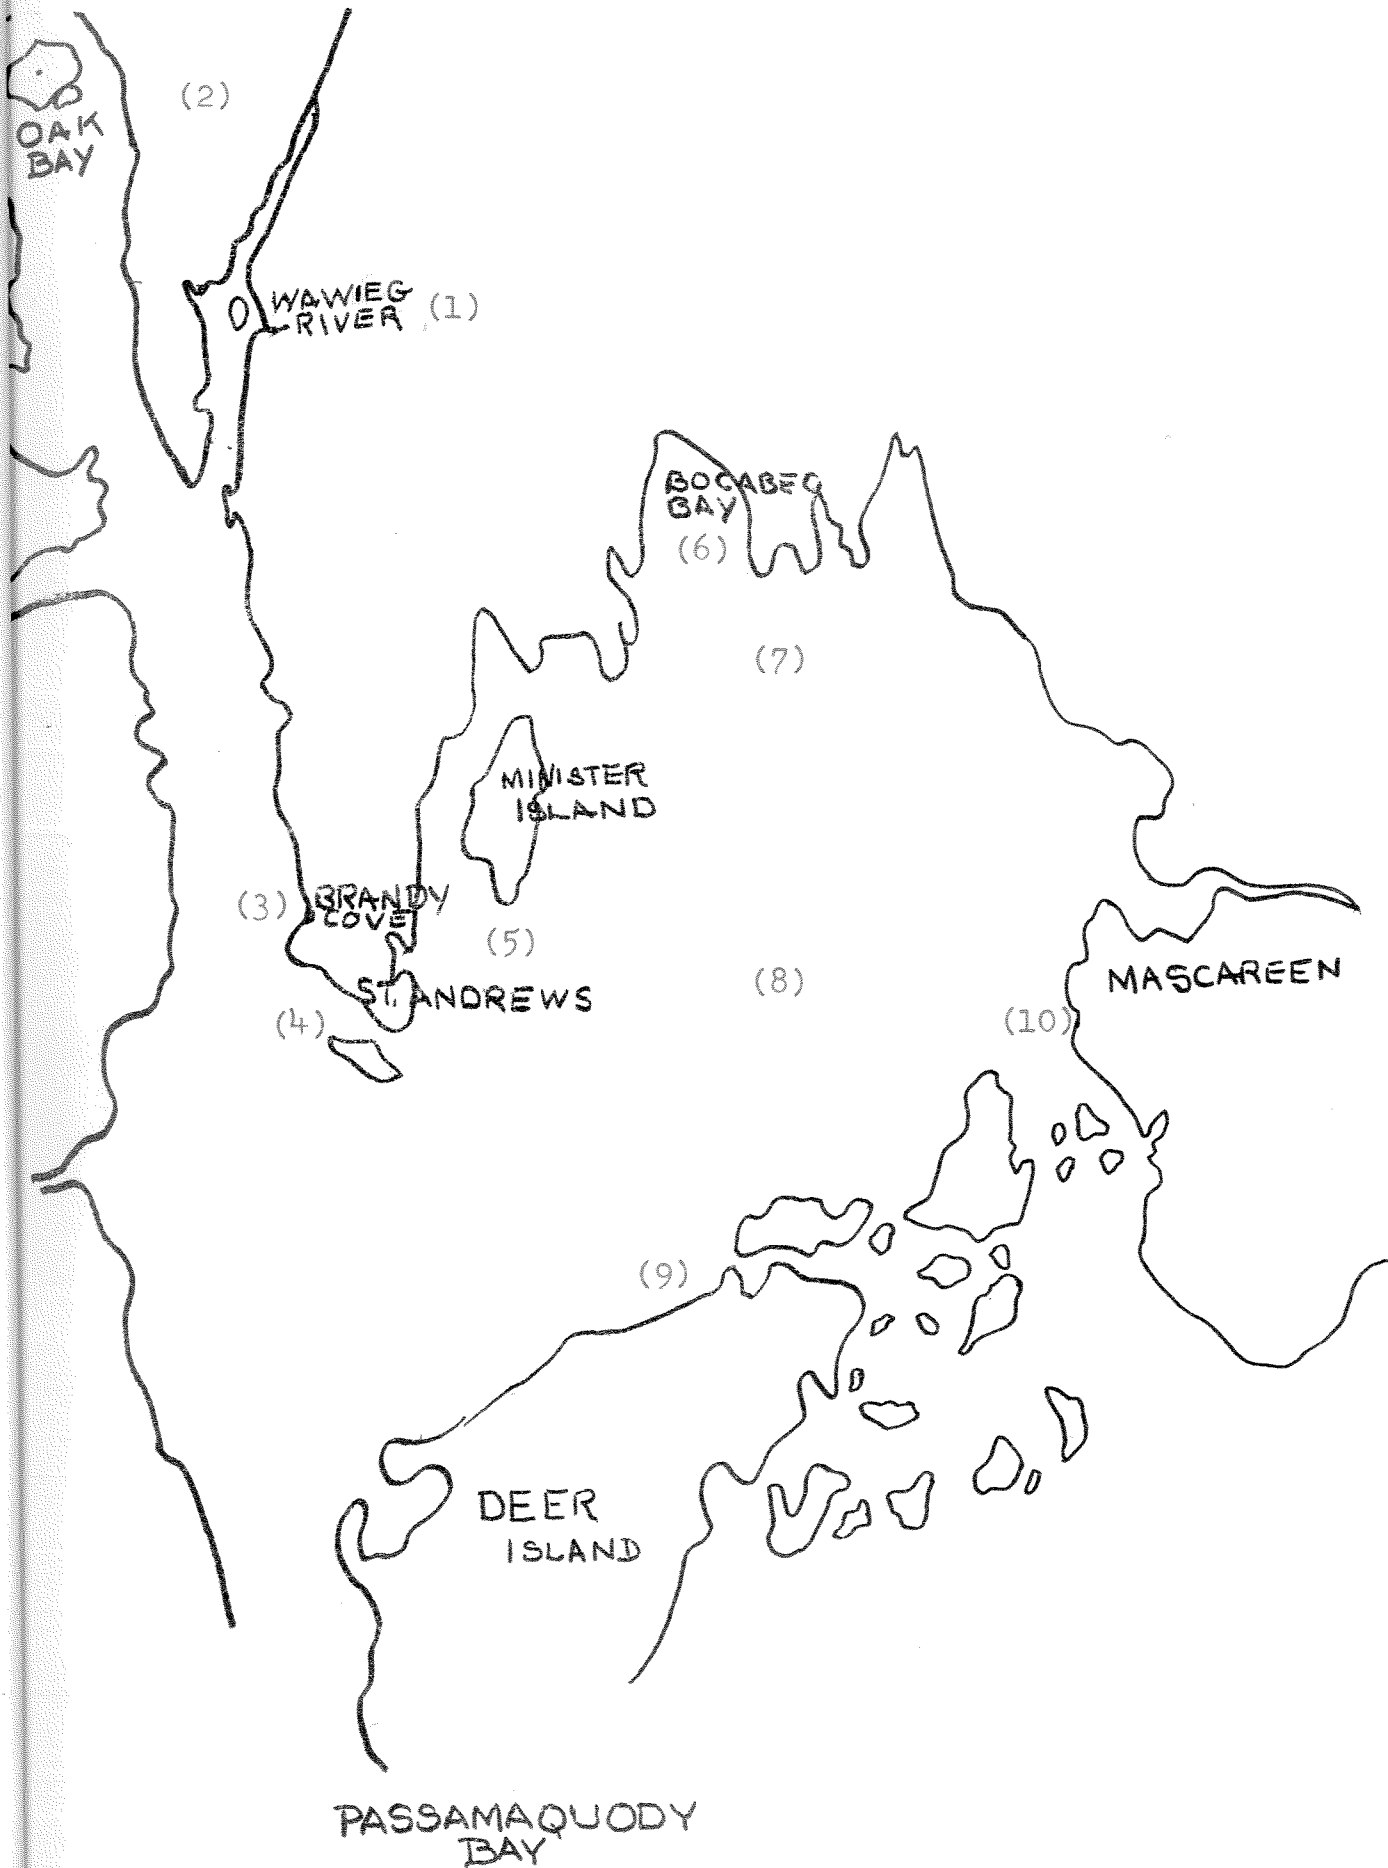 (2)
OAK
BAY
WAWIEG (1)
RIVER
BOCABEC
BAY
(6)
(7)
MINISTER
ISLAND
(3) BRANDY
COVE
(5)
(8)
MASCAREEN
ST. ANDREWS
(4)
(10)
(9)
DEER
ISLAND
PASSAMAQUODY
BAY